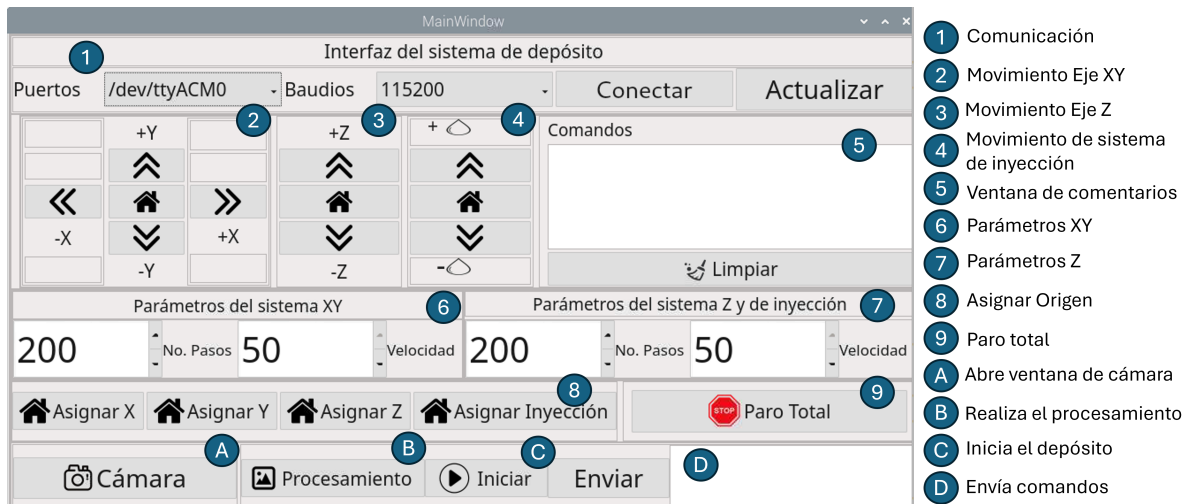 MainWindow
Interfaz del sistema de depósito
1
Puertos
/dev/ttyACM0
Baudios
115200
Conectar
Actualizar
2
3
4
5
+Y
-X
+X
-Y
+Z
-Z
+
-
Comandos
Limpiar
Parámetros del sistema XY
6
Parámetros del sistema Z y de inyección
7
200
No. Pasos
50
Velocidad
200
No. Pasos
50
Velocidad
8
9
Asignar X
Asignar Y
Asignar Z
Asignar Inyección
STOP
Paro Total
A
B
C
D
Cámara
Procesamiento
Iniciar
Enviar
1 Comunicación
2 Movimiento Eje XY
3 Movimiento Eje Z
4 Movimiento de sistema
de inyección
5 Ventana de comentarios
6 Parámetros XY
7 Parámetros Z
8 Asignar Origen
9 Paro total
A Abre ventana de cámara
B Realiza el procesamiento
C Inicia el depósito
D Envía comandos